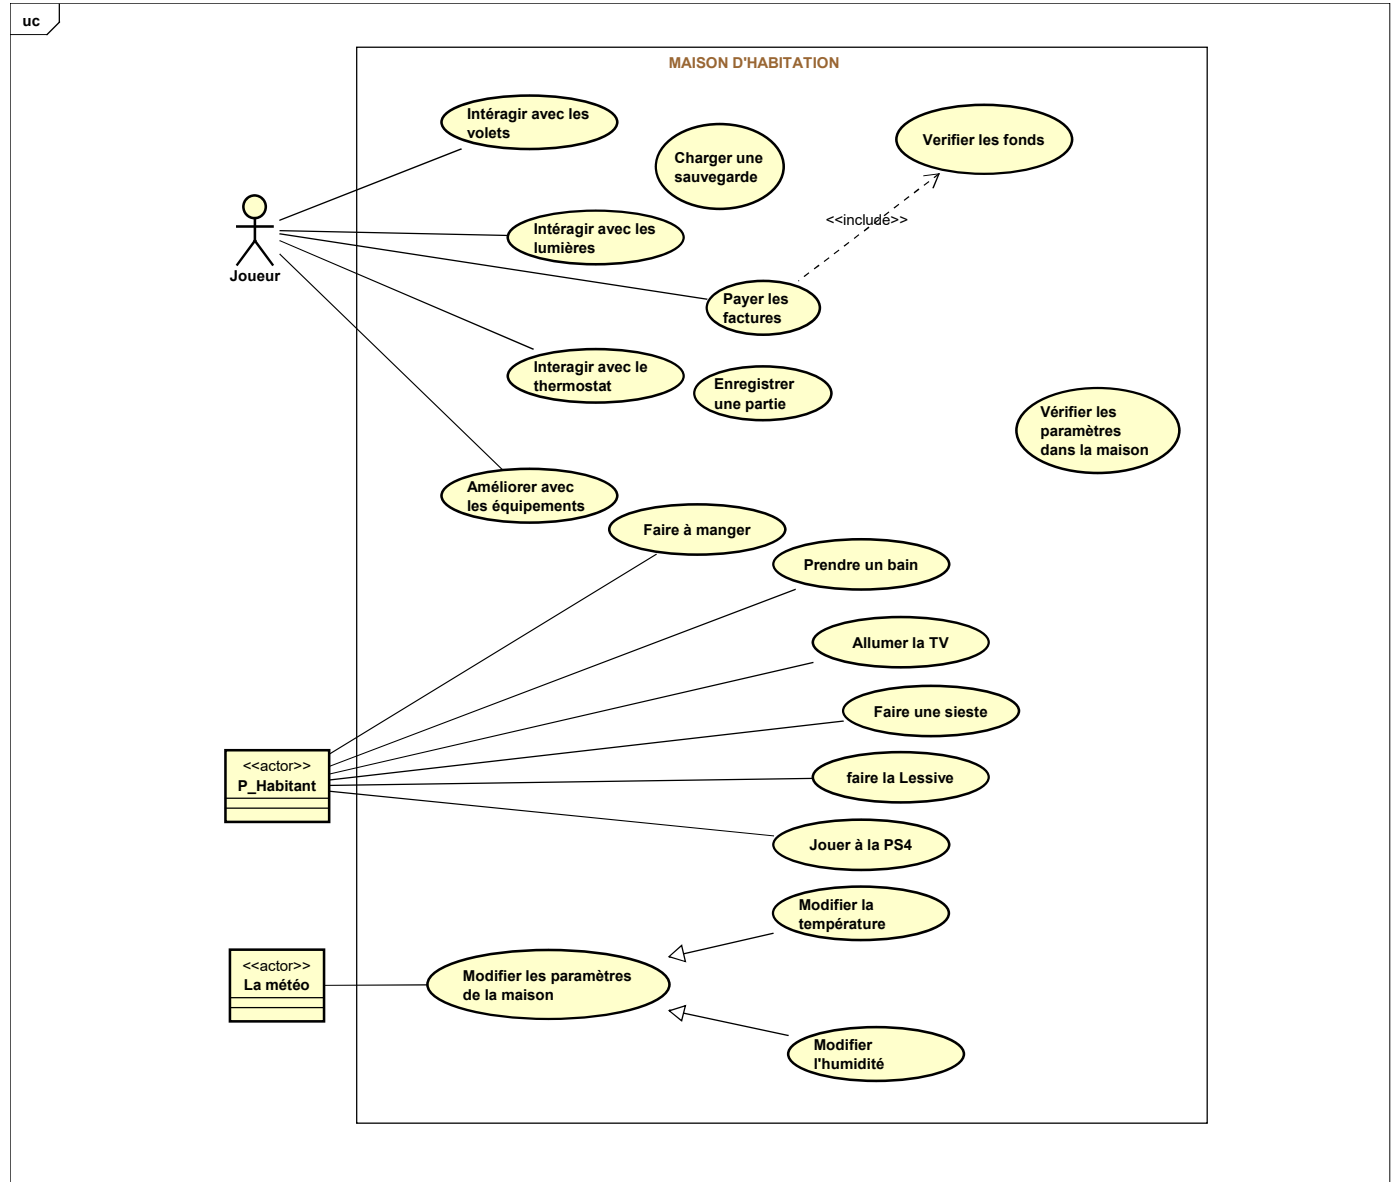 uc
MAISON D'HABITATION
Intéragir avec les
volets
Charger une
sauvegarde
Verifier les fonds
<<include>>
Intéragir avec les
lumières
Joueur
Payer les
factures
Interagir avec le
thermostat
Enregistrer
une partie
Vérifier les
paramètres
dans la maison
Améliorer avec
les équipements
Faire à manger
Prendre un bain
Allumer la TV
Faire une sieste
<<actor>>
P_Habitant
faire la Lessive
Jouer à la PS4
Modifier la
température
<<actor>>
La météo
Modifier les paramètres
de la maison
Modifier
l'humidité